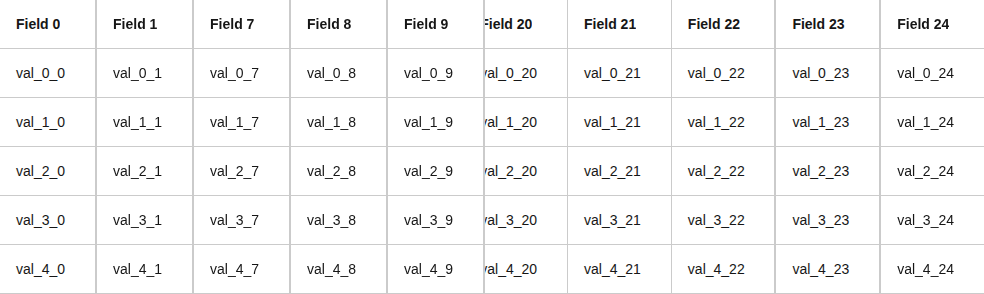 Field 0 Field 1 Field 7 Field 8 Field 9 Field 20 Field 21 Field 22 Field 23 Field 24
val_0_0 val_0_1 val_0_7 val_0_8 val_0_9 val_0_20 val_0_21 val_0_22 val_0_23 val_0_24
val_1_0 val_1_1 val_1_7 val_1_8 val_1_9 val_1_20 val_1_21 val_1_22 val_1_23 val_1_24
val_2_0 val_2_1 val_2_7 val_2_8 val_2_9 val_2_20 val_2_21 val_2_22 val_2_23 val_2_24
val_3_0 val_3_1 val_3_7 val_3_8 val_3_9 val_3_20 val_3_21 val_3_22 val_3_23 val_3_24
val_4_0 val_4_1 val_4_7 val_4_8 val_4_9 val_4_20 val_4_21 val_4_22 val_4_23 val_4_24